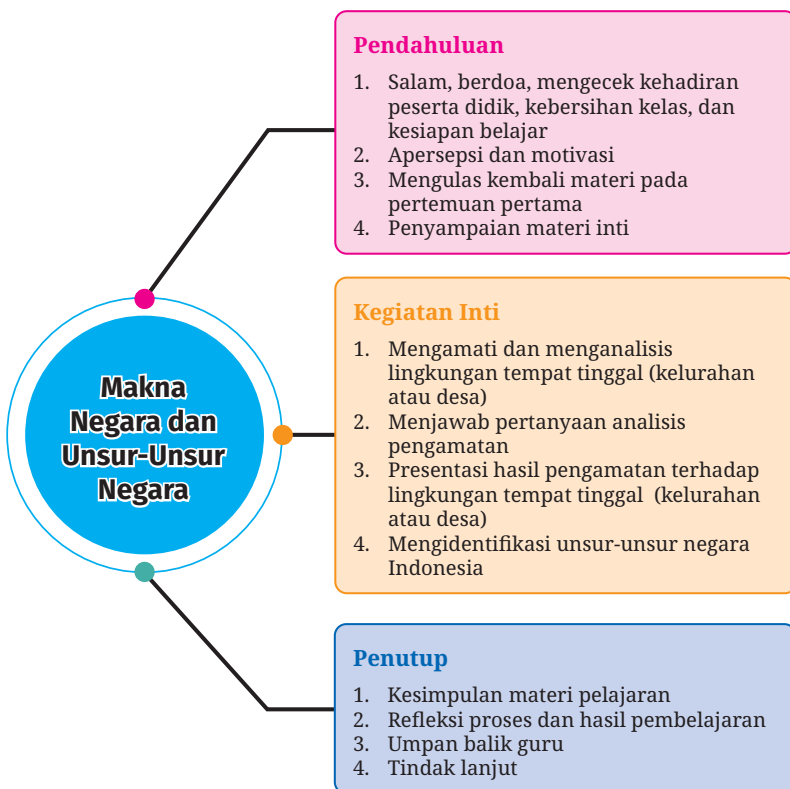 Pendahuluan
1. Salam, berdoa, mengecek kehadiran
peserta didik, kebersihan kelas, dan
kesiapan belajar
2. Apersepsi dan motivasi
3. Mengulas kembali materi pada
pertemuan pertama
4. Penyampaian materi inti
Makna
Negara dan
Unsur-Unsur
Negara
Kegiatan Inti
1. Mengamati dan menganalisis
lingkungan tempat tinggal (kelurahan
atau desa)
2. Menjawab pertanyaan analisis
pengamatan
3. Presentasi hasil pengamatan terhadap
lingkungan tempat tinggal (kelurahan
atau desa)
4. Mengidentifikasi unsur-unsur negara
Indonesia
Penutup
1. Kesimpulan materi pelajaran
2. Refleksi proses dan hasil pembelajaran
3. Umpan balik guru
4. Tindak lanjut